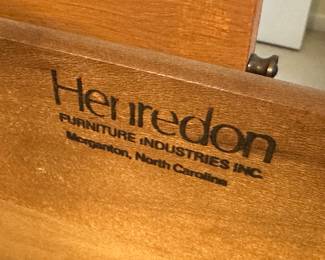 Henredon
FURNITURE INDUSTRIES INC.
Morganton, North Carolina